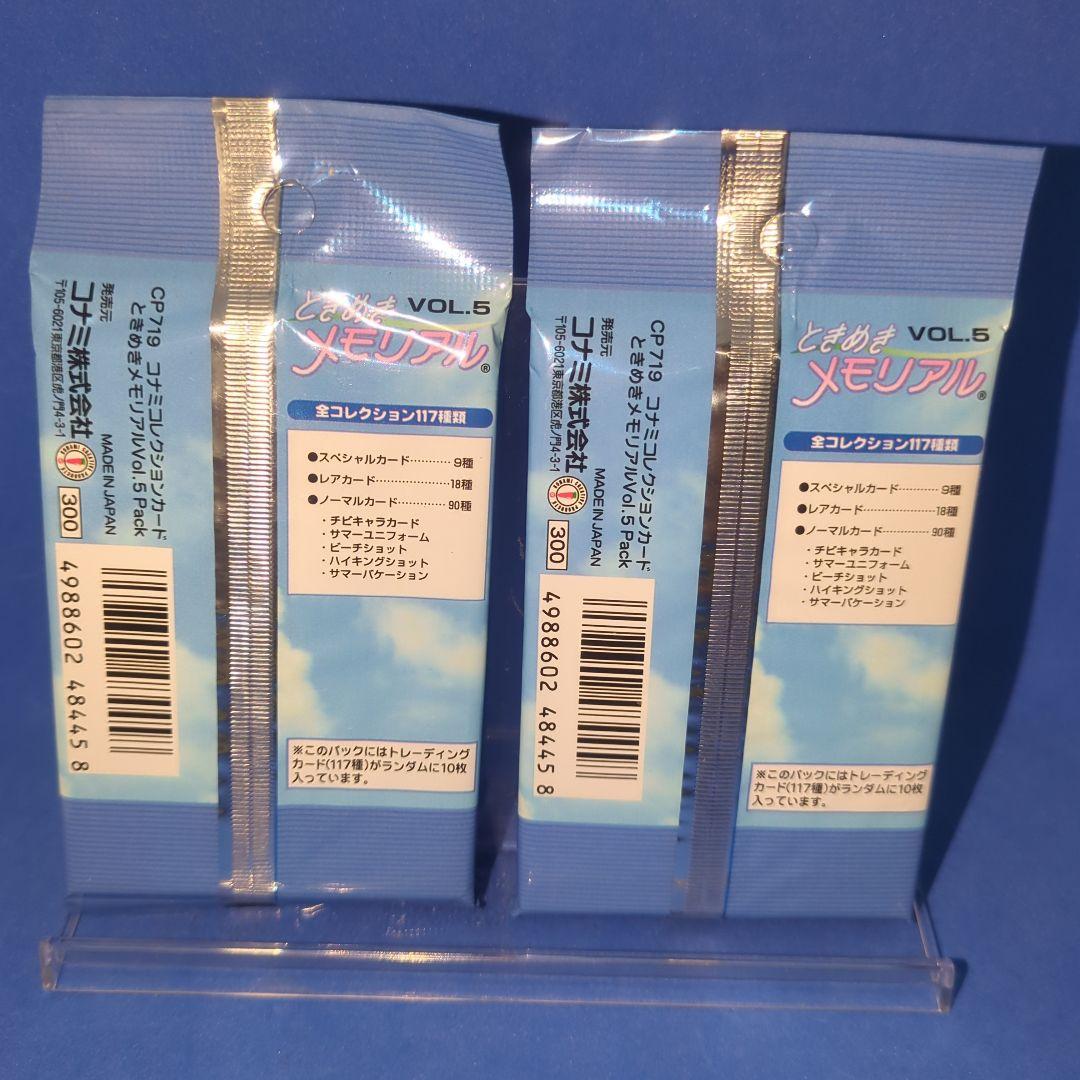 ときめき VOL.5
メモリアル®
全コレクション117種類
●スペシャルカード…………9種
●レアカード…………………18種
●ノーマルカード……………90種
・チビキャラカード
・サマーユニフォーム
・ビーチショット
・ハイキングショット
・サマーバケーション
※このパックにはトレーディング
カード(117種)がランダムに10枚
入っています。
CP719 コナミコレクションカード
ときめきメモリアルVol.5 Pack
発売元
コナミ株式会社
〒105-6021東京都港区虎ノ門4-3-1
MADE IN JAPAN
300
4988602 484458
ときめき VOL.5
メモリアル®
全コレクション117種類
●スペシャルカード…………9種
●レアカード…………………18種
●ノーマルカード……………90種
・チビキャラカード
・サマーユニフォーム
・ビーチショット
・ハイキングショット
・サマーバケーション
※このパックにはトレーディング
カード(117種)がランダムに10枚
入っています。
CP719 コナミコレクションカード
ときめきメモリアルVol.5 Pack
発売元
コナミ株式会社
〒105-6021東京都港区虎ノ門4-3-1
MADE IN JAPAN
300
4988602 484458